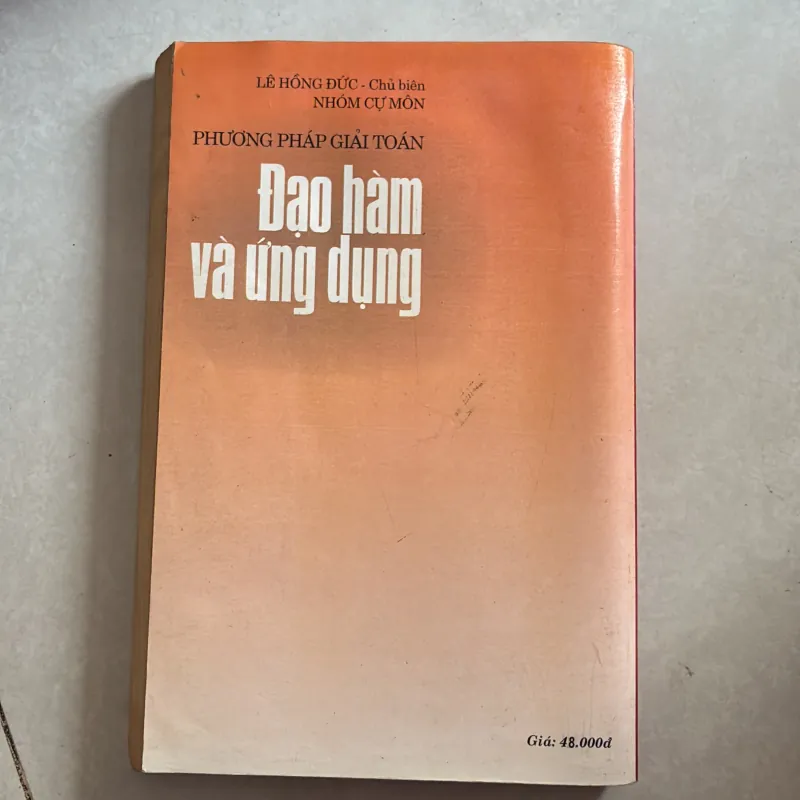 LÊ HỒNG ĐỨC - Chủ biên
NHÓM CỰ MÔN
PHƯƠNG PHÁP GIẢI TOÁN
Đạo hàm
và ứng dụng
Giá: 48.000đ